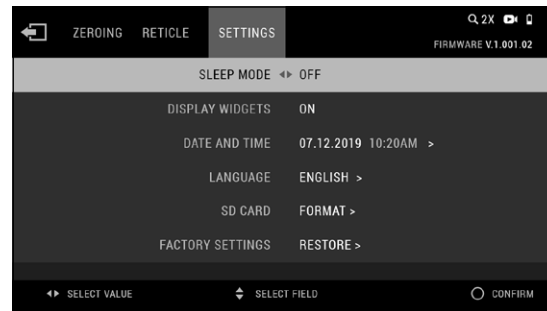 ZEROING RETICLE SETTINGS 2X
FIRMWARE V.1.001.02
SLEEP MODE OFF
DISPLAY WIDGETS ON
DATE AND TIME 07.12.2019 10:20AM >
LANGUAGE ENGLISH >
SD CARD FORMAT >
FACTORY SETTINGS RESTORE >
SELECT VALUE SELECT FIELD CONFIRM